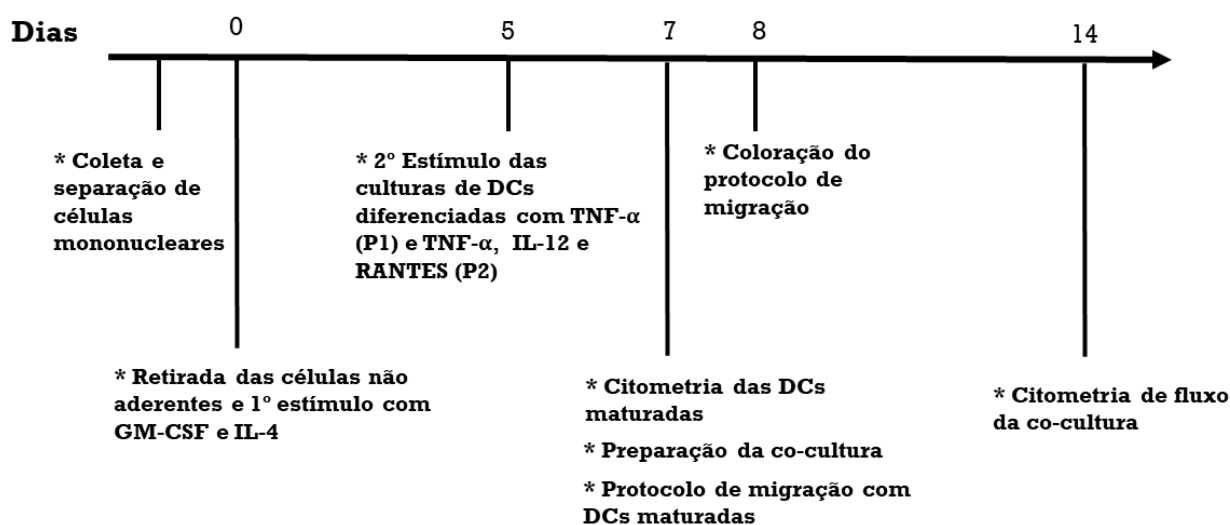 Dias
0
5
7
8
14
* Coleta e
separação de
células
mononucleares
* 2º Estímulo das
culturas de DCs
diferenciadas com TNF-α
(P1) e TNF-α, IL-12 e
RANTES (P2)
* Coloração do
protocolo de
migração
* Retirada das células não
aderentes e 1º estímulo com
GM-CSF e IL-4
* Citometria das DCs
maturadas
* Preparação da co-cultura
* Protocolo de migração com
DCs maturadas
* Citometria de fluxo
da co-cultura